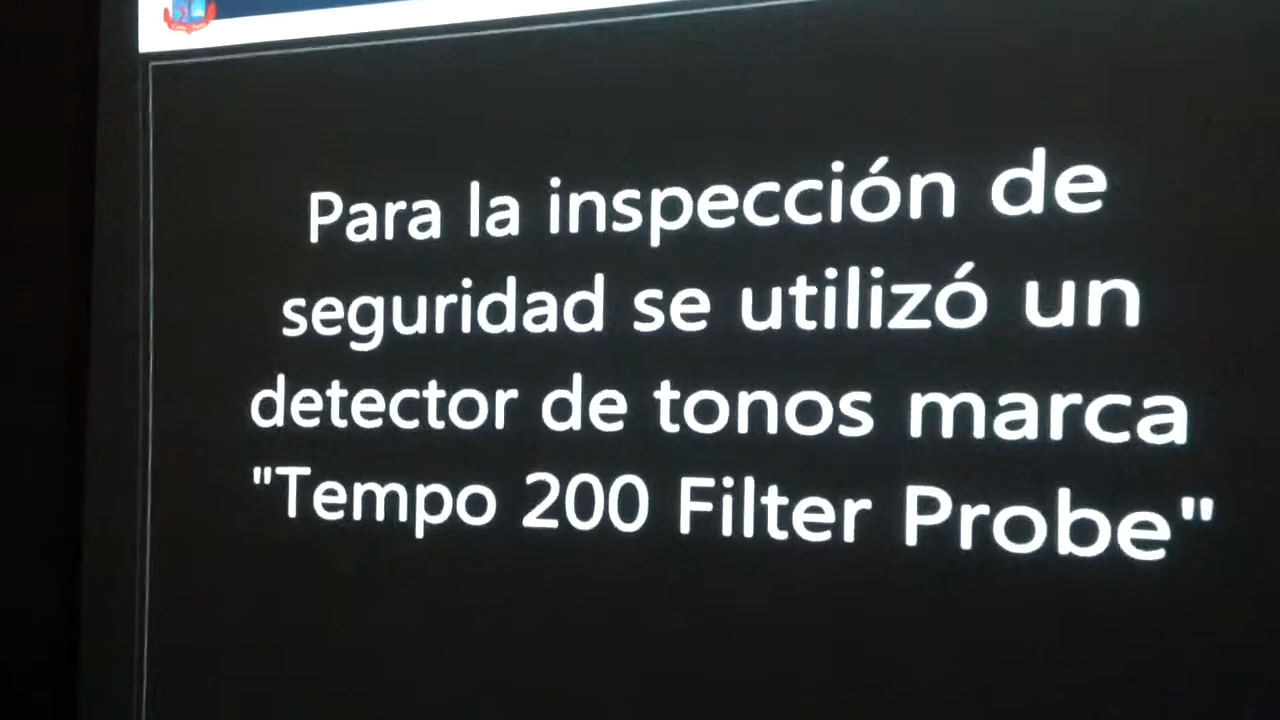 Para la inspección de
seguridad se utilizó un
detector de tonos marca
"Tempo 200 Filter Probe"